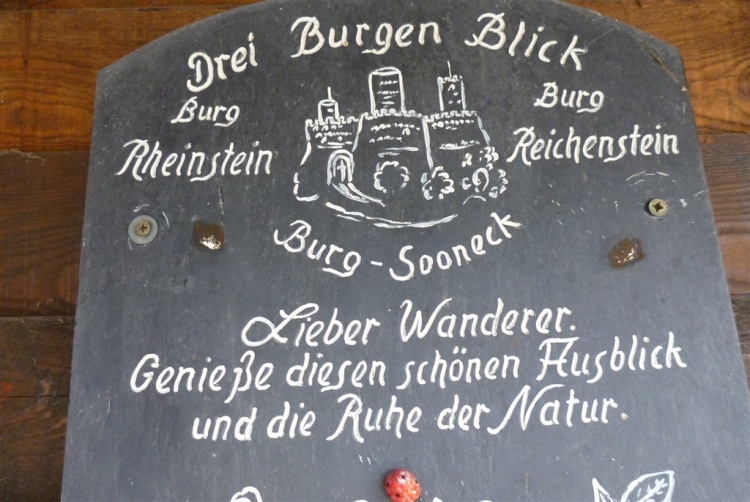 Drei Burgen Blick
Burg
Rheinstein
Burg
Reichenstein
Burg - Sooneck
Lieber Wanderer.
Genieße diesen schönen Ausblick
und die Ruhe der Natur.